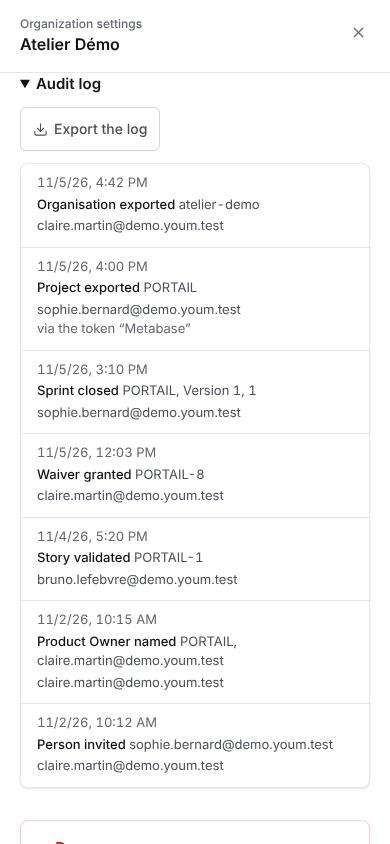 Organization settings
Atelier Démo
Audit log
Export the log
11/5/26, 4:42 PM
Organisation exported atelier-demo
claire.martin@demo.youm.test
11/5/26, 4:00 PM
Project exported PORTAIL
sophie.bernard@demo.youm.test
via the token “Metabase”
11/5/26, 3:10 PM
Sprint closed PORTAIL, Version 1, 1
sophie.bernard@demo.youm.test
11/5/26, 12:03 PM
Waiver granted PORTAIL-8
claire.martin@demo.youm.test
11/4/26, 5:20 PM
Story validated PORTAIL-1
bruno.lefebvre@demo.youm.test
11/2/26, 10:15 AM
Product Owner named PORTAIL,
claire.martin@demo.youm.test
claire.martin@demo.youm.test
11/2/26, 10:12 AM
Person invited sophie.bernard@demo.youm.test
claire.martin@demo.youm.test